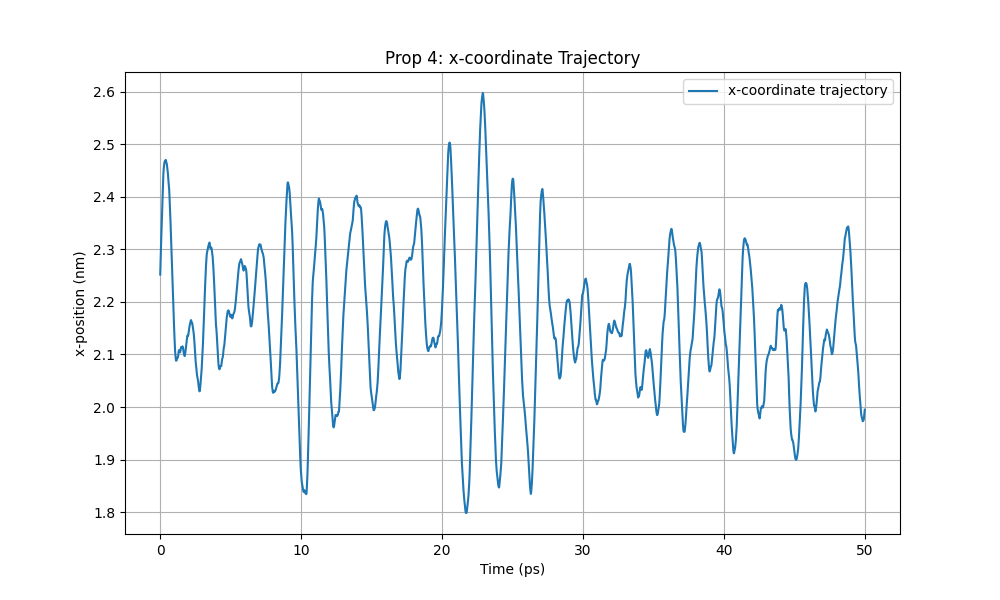 Prop 4: x-coordinate Trajectory
x-coordinate trajectory
x-position (nm)
2.6
2.5
2.4
2.3
2.2
2.1
2.0
1.9
1.8
0 10 20 30 40 50
Time (ps)